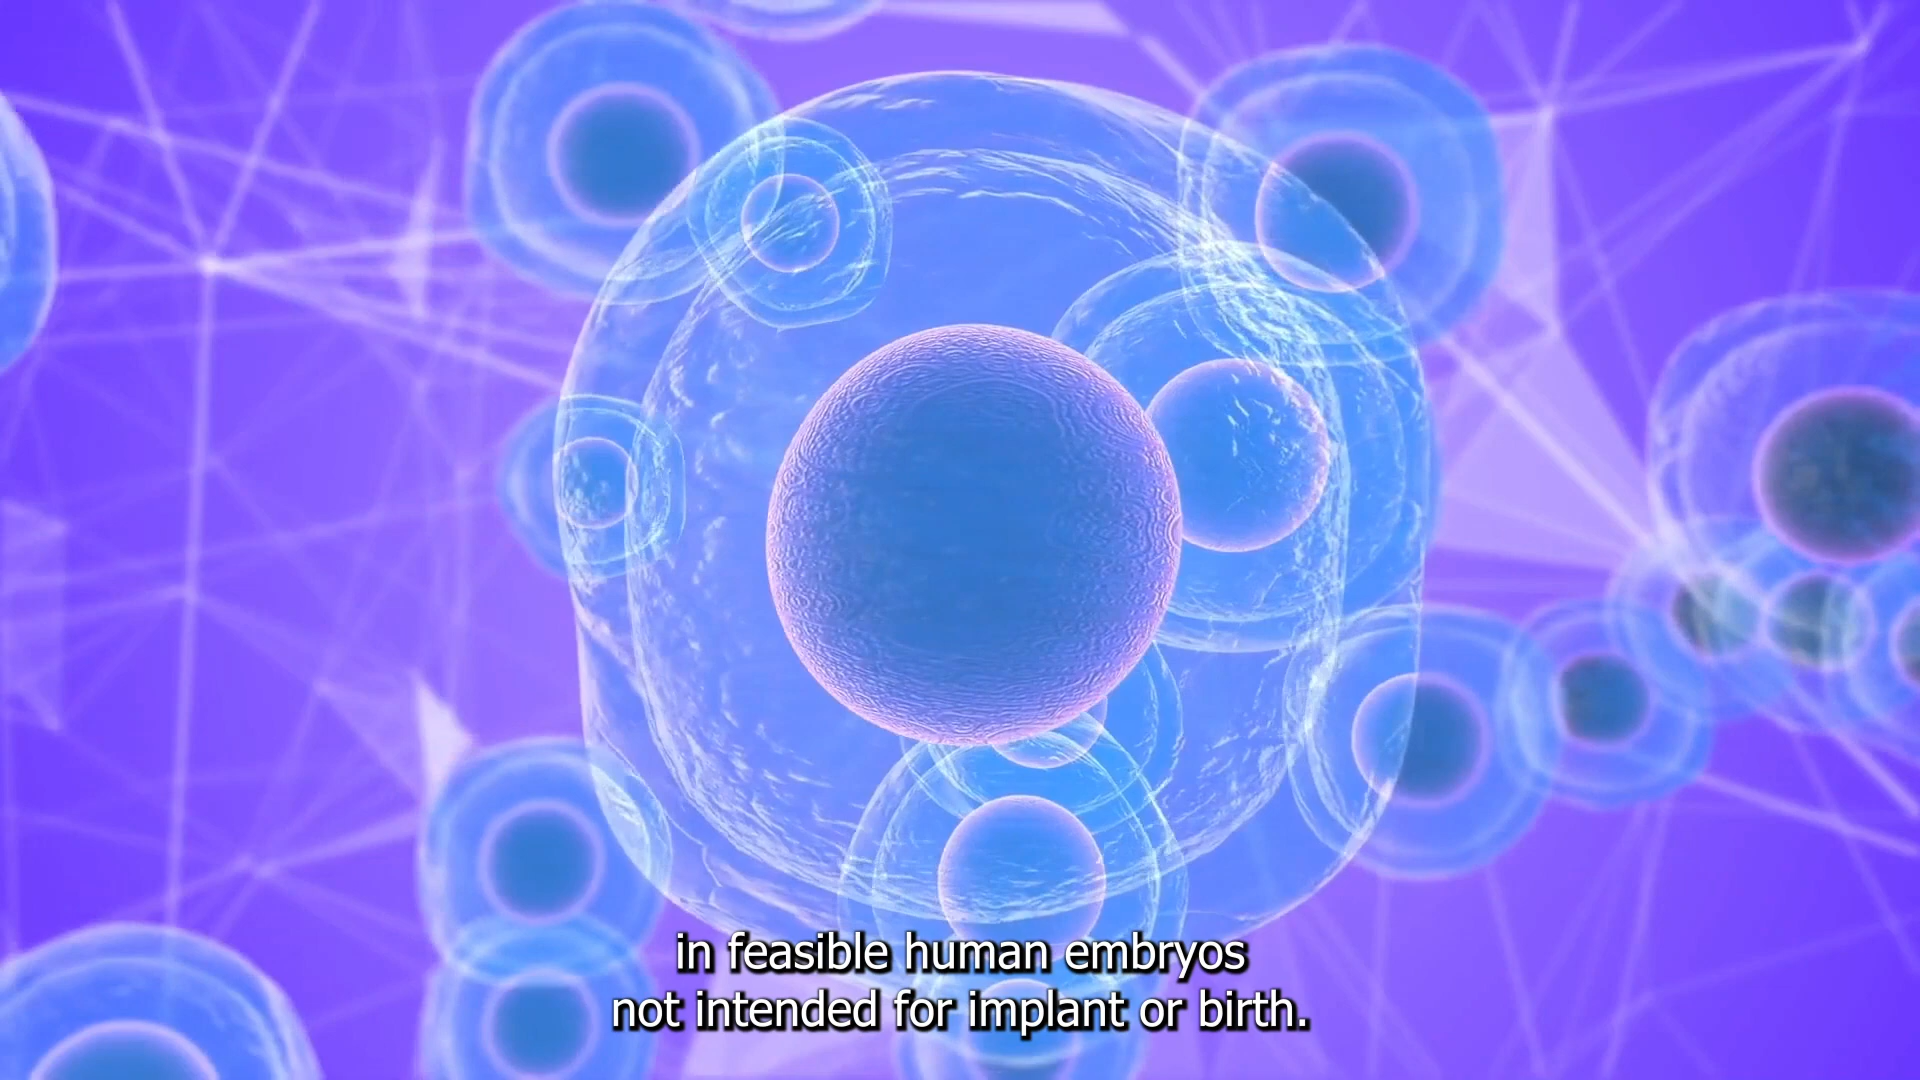 in feasible human embryos
not intended for implant or birth.